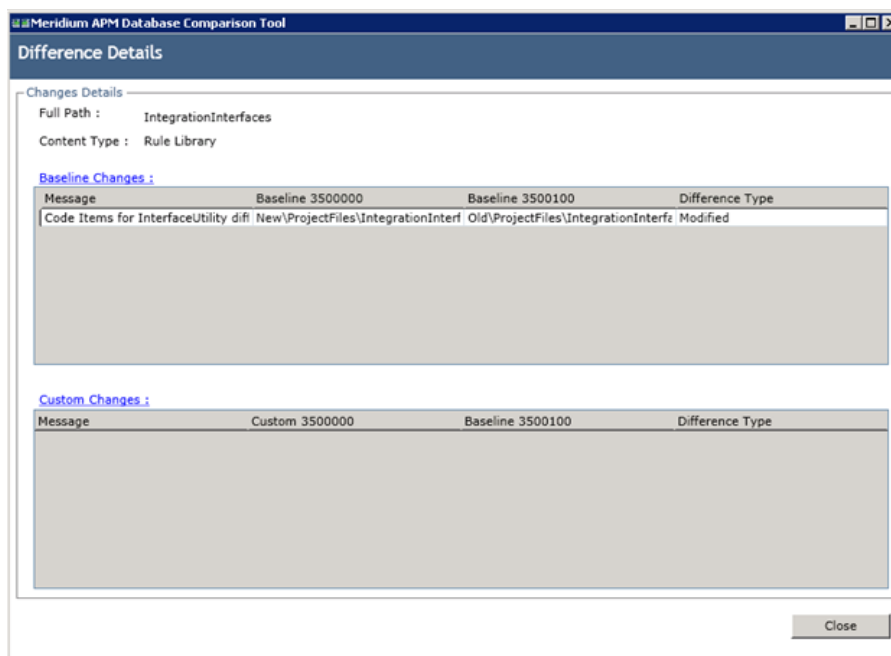 Meridium APM Database Comparison Tool
Difference Details
Changes Details
Full Path : IntegrationInterfaces
Content Type : Rule Library
Baseline Changes :
Message Baseline 3500000 Baseline 3500100 Difference Type
Code Items for InterfaceUtility diff New\ProjectFiles\IntegrationInterf Old\ProjectFiles\IntegrationInterfa Modified
Custom Changes :
Message Custom 3500000 Baseline 3500100 Difference Type
Close